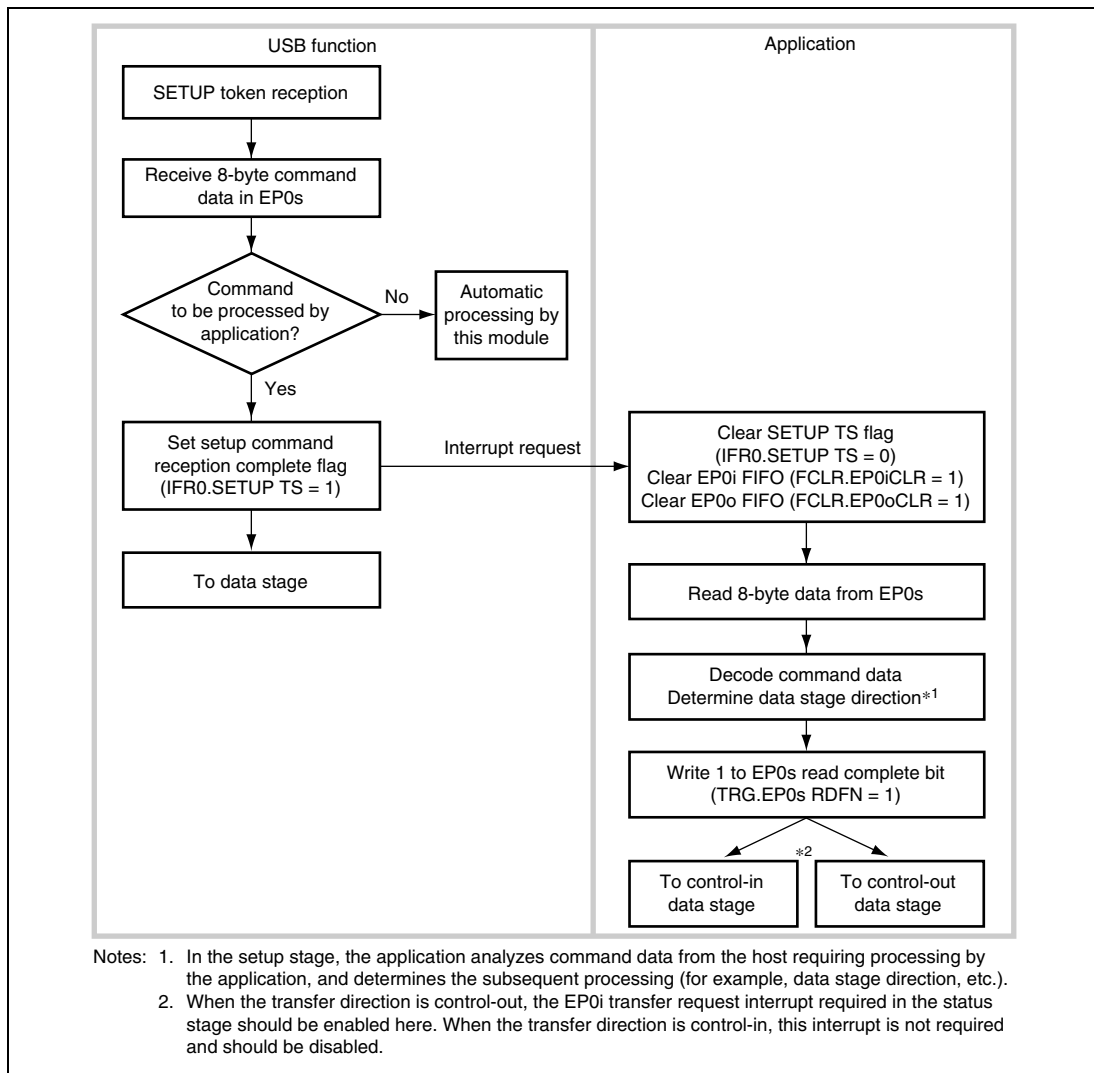 USB function
SETUP token reception
Receive 8-byte command
data in EP0s
Command
to be processed by
application?
No
Automatic
processing by
this module
Yes
Set setup command
reception complete flag
(IFR0.SETUP TS = 1)
To data stage
Interrupt request
Application
Clear SETUP TS flag
(IFR0.SETUP TS = 0)
Clear EP0i FIFO (FCLR.EP0iCLR = 1)
Clear EP0o FIFO (FCLR.EP0oCLR = 1)
Read 8-byte data from EP0s
Decode command data
Determine data stage direction*1
Write 1 to EP0s read complete bit
(TRG.EP0s RDFN = 1)
*2
To control-in
data stage
To control-out
data stage
Notes: 1. In the setup stage, the application analyzes command data from the host requiring processing by
the application, and determines the subsequent processing (for example, data stage direction, etc.).
2. When the transfer direction is control-out, the EP0i transfer request interrupt required in the status
stage should be enabled here. When the transfer direction is control-in, this interrupt is not required
and should be disabled.